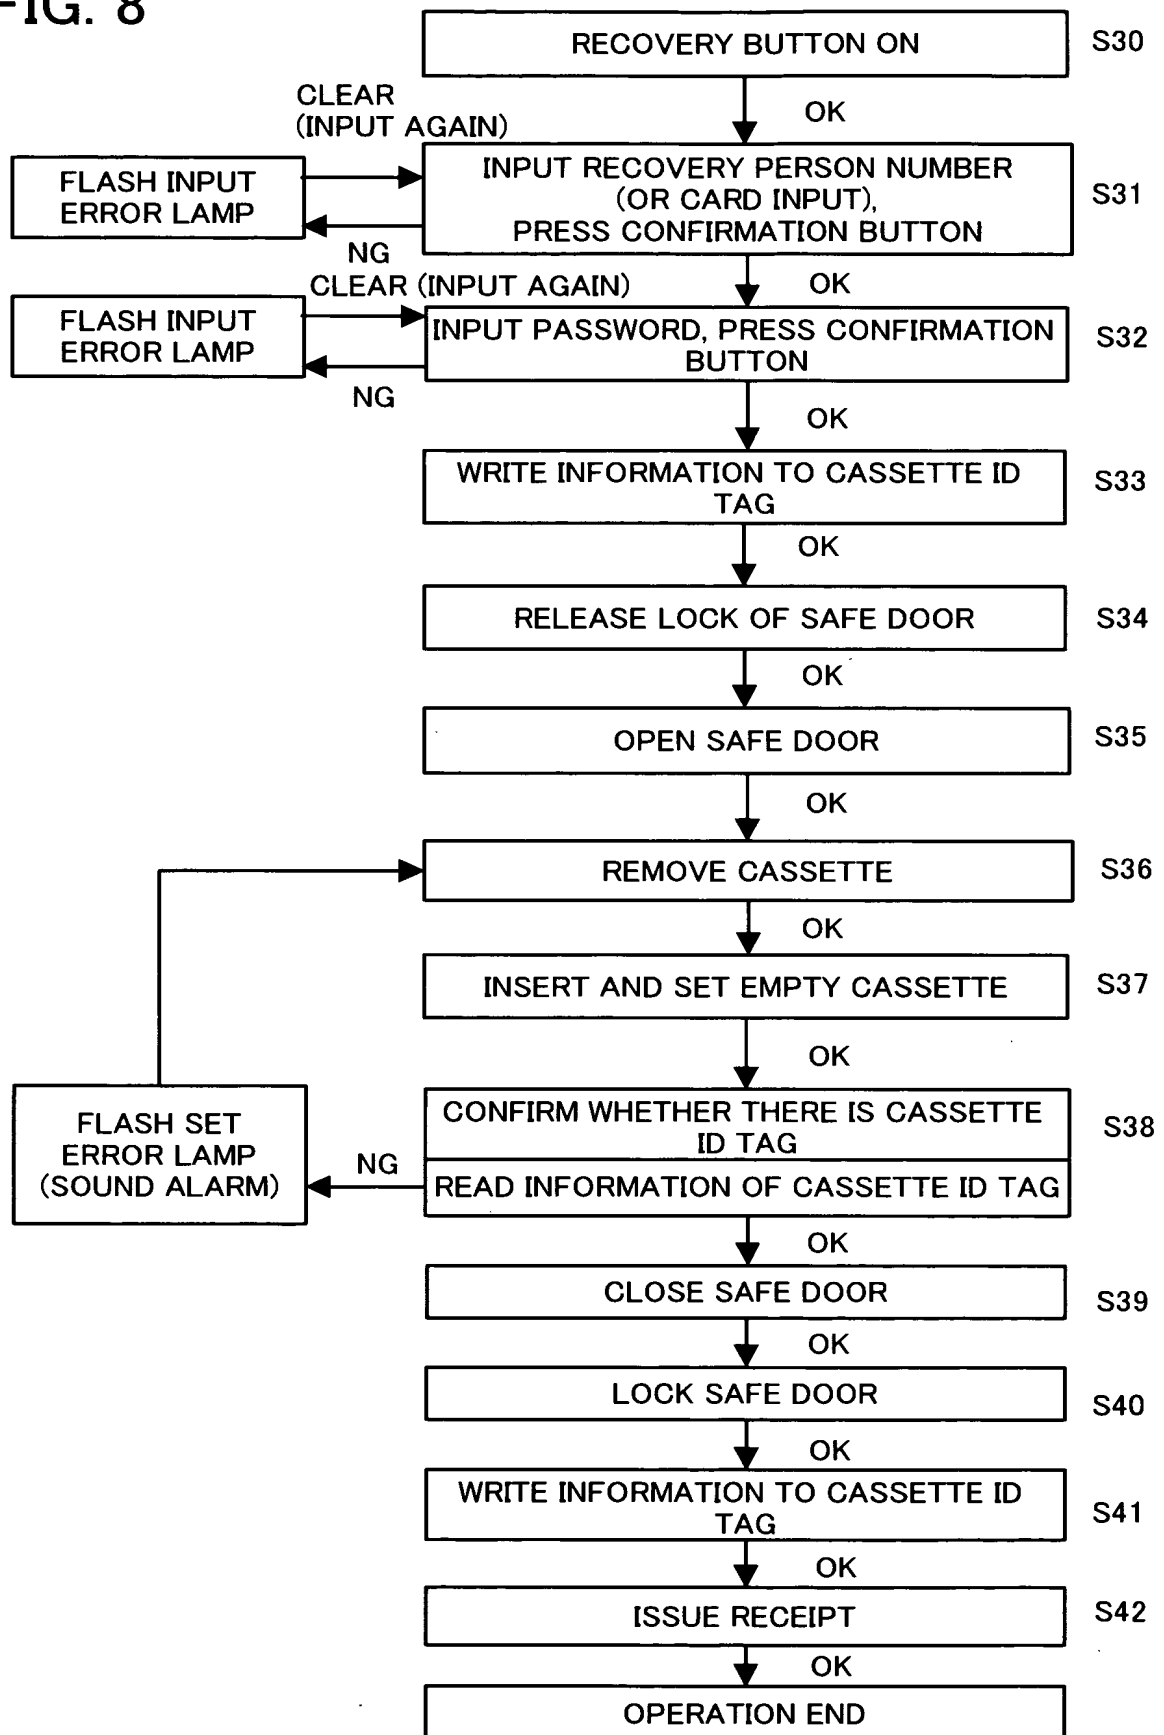 FIG. 8
RECOVERY BUTTON ON
S30
OK
CLEAR
(INPUT AGAIN)
FLASH INPUT
ERROR LAMP
INPUT RECOVERY PERSON NUMBER
(OR CARD INPUT),
PRESS CONFIRMATION BUTTON
S31
NG
OK
CLEAR (INPUT AGAIN)
FLASH INPUT
ERROR LAMP
INPUT PASSWORD, PRESS CONFIRMATION
BUTTON
S32
NG
OK
WRITE INFORMATION TO CASSETTE ID
TAG
S33
OK
RELEASE LOCK OF SAFE DOOR
S34
OK
OPEN SAFE DOOR
S35
OK
REMOVE CASSETTE
S36
OK
INSERT AND SET EMPTY CASSETTE
S37
OK
CONFIRM WHETHER THERE IS CASSETTE
ID TAG
S38
READ INFORMATION OF CASSETTE ID TAG
NG
FLASH SET
ERROR LAMP
(SOUND ALARM)
OK
CLOSE SAFE DOOR
S39
OK
LOCK SAFE DOOR
S40
OK
WRITE INFORMATION TO CASSETTE ID
TAG
S41
OK
ISSUE RECEIPT
S42
OK
OPERATION END